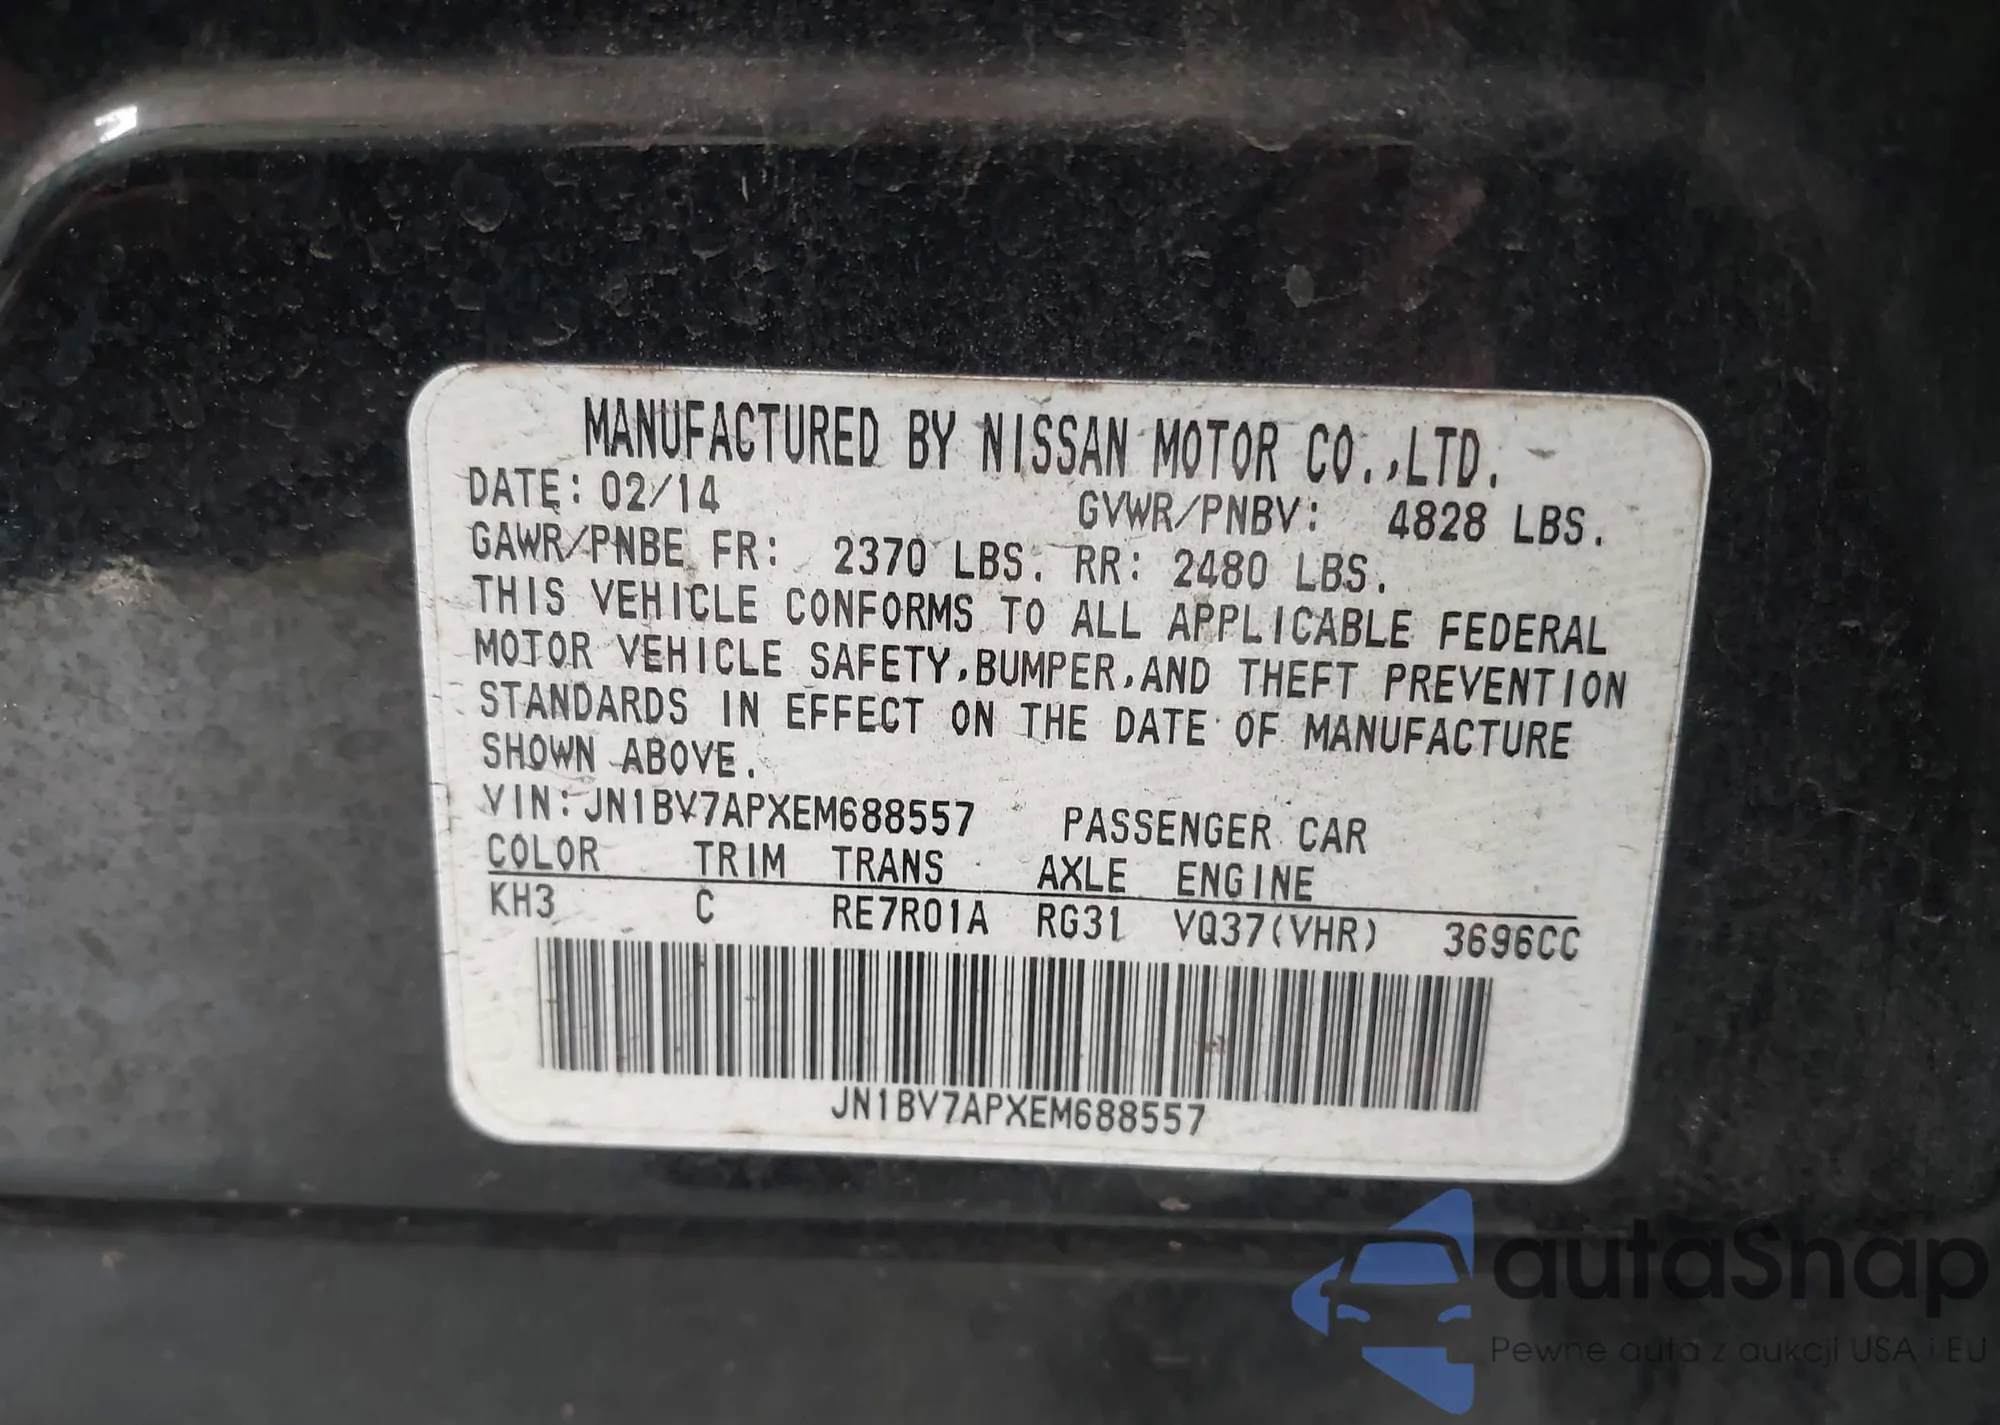 MANUFACTURED BY NISSAN MOTOR CO.,LTD.
DATE: 02/14 GVWR/PNBV: 4828 LBS.
GAWR/PNBE FR: 2370 LBS. RR: 2480 LBS.
THIS VEHICLE CONFORMS TO ALL APPLICABLE FEDERAL
MOTOR VEHICLE SAFETY,BUMPER,AND THEFT PREVENTION
STANDARDS IN EFFECT ON THE DATE OF MANUFACTURE
SHOWN ABOVE.
VIN: JN1BV7APXEM688557 PASSENGER CAR
COLOR TRIM TRANS AXLE ENGINE
KH3 C RE7R01A RG31 VQ37(VHR) 3696CC
JN1BV7APXEM688557
autaSnap
Pewne auta z aukcji USA i EU